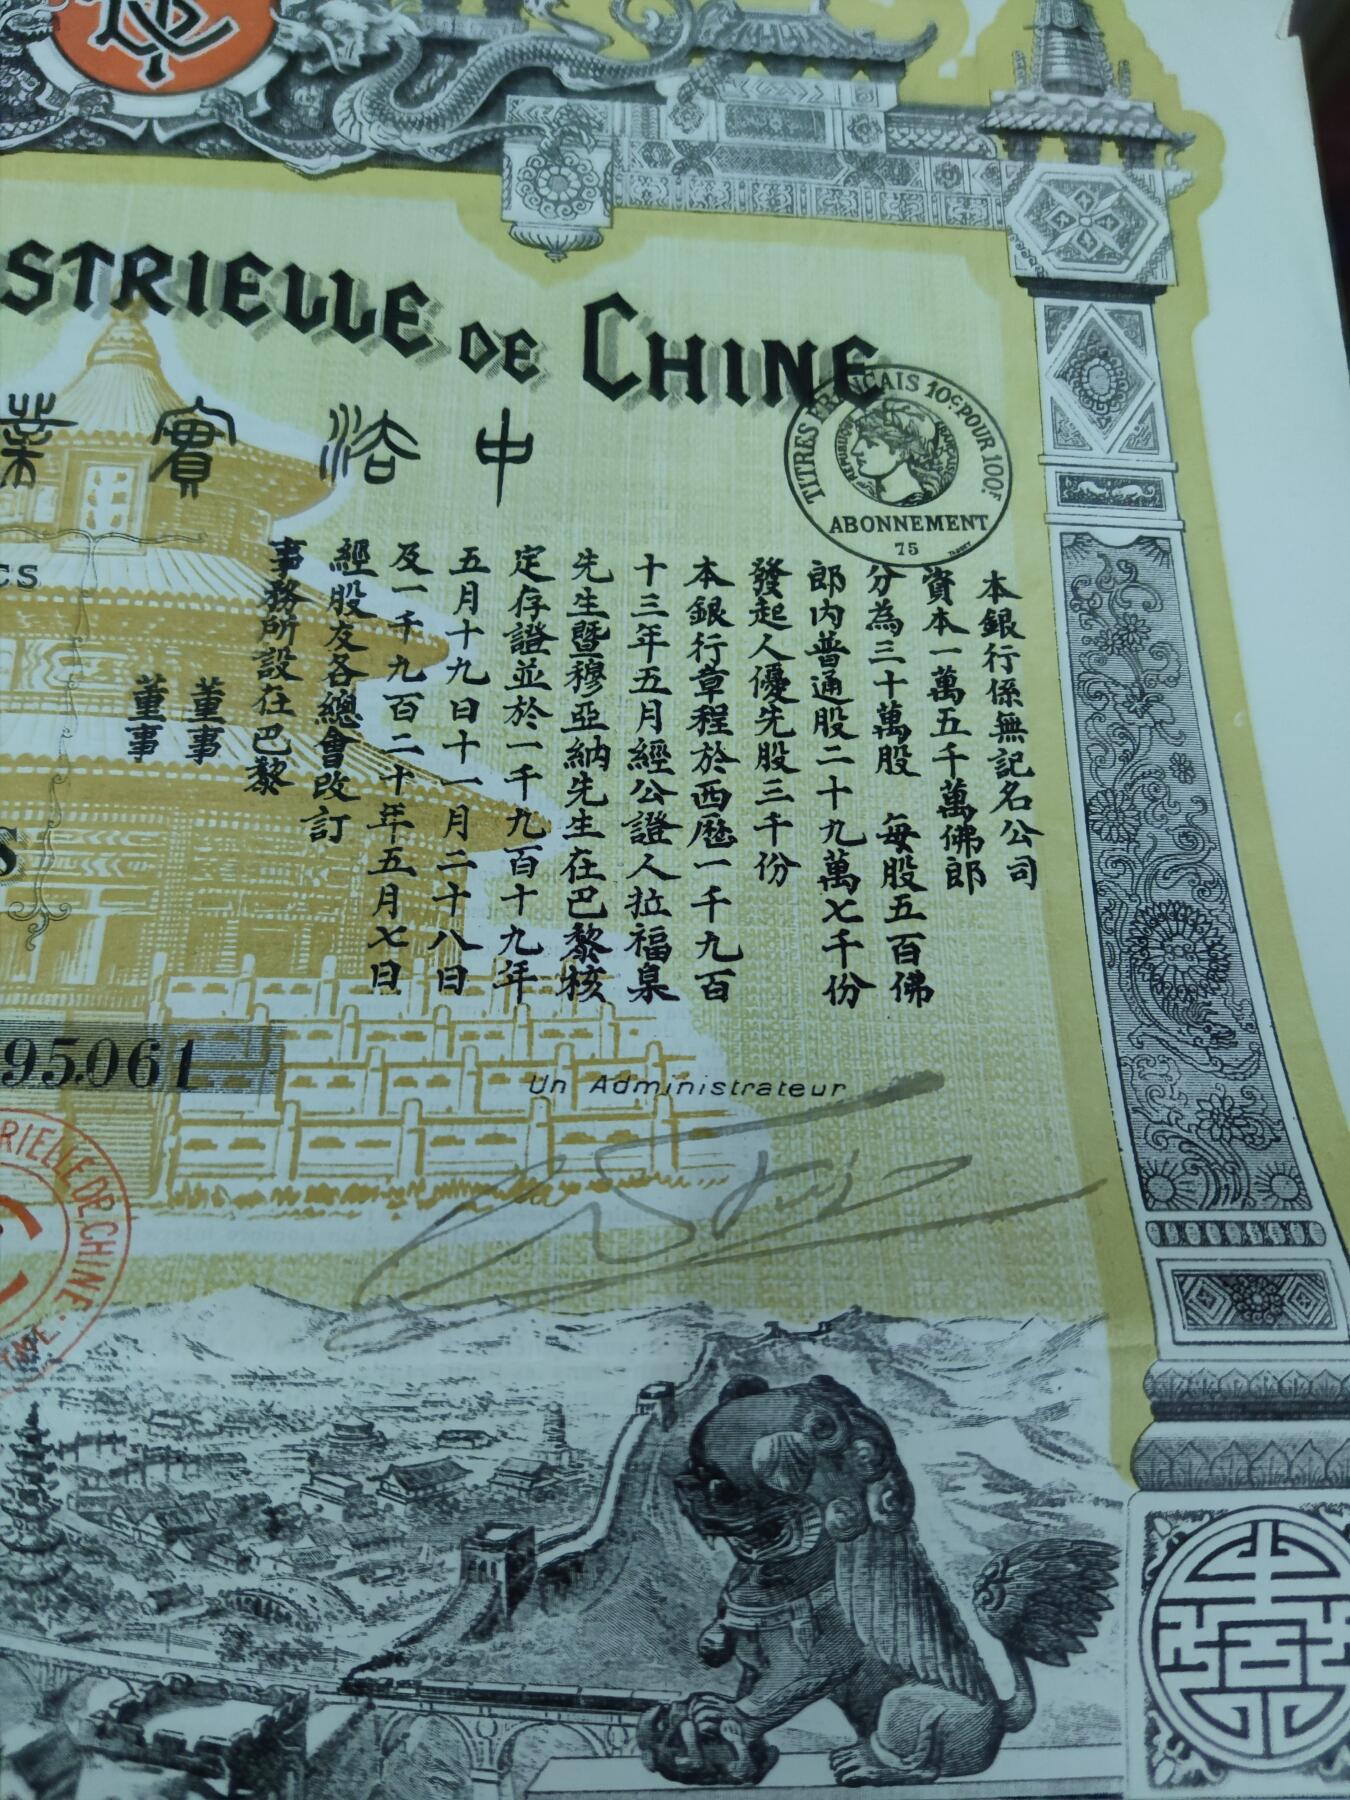 STRIELLE DE CHINE
中法實業
TITRES FRANÇAIS 10C POUR 100F.
RÉPUBLIQUE FRANÇAISE
ABONNEMENT
75
CS
本銀行係無記名公司
資本一萬五千萬佛郎
分為三十萬股 每股五百佛
郎內普通股二十九萬七千份
發起人優先股三千份
本銀行章程於西歷一千九百
十三年五月經公證人拉福臬
先生暨穆亞納先生在巴黎核
定存證並於一千九百十九年
五月十九日十一月二十八日
及一千九百二十年五月七日
經股友各總會改訂
事務所設在巴黎
董事
董事
S
95.061
Un Administrateur
RIELLE DE CHINE